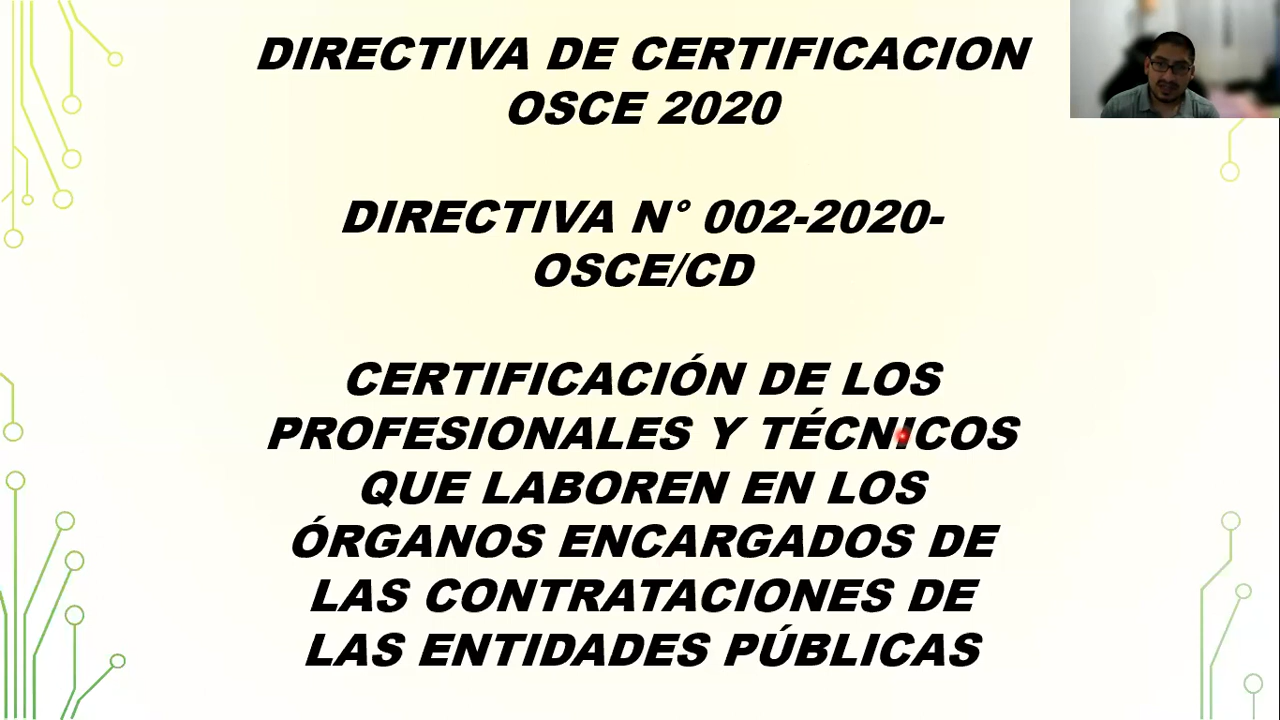 DIRECTIVA DE CERTIFICACION
OSCE 2020
DIRECTIVA N° 002-2020-
OSCE/CD
CERTIFICACIÓN DE LOS
PROFESIONALES Y TÉCNICOS
QUE LABOREN EN LOS
ÓRGANOS ENCARGADOS DE
LAS CONTRATACIONES DE
LAS ENTIDADES PÚBLICAS